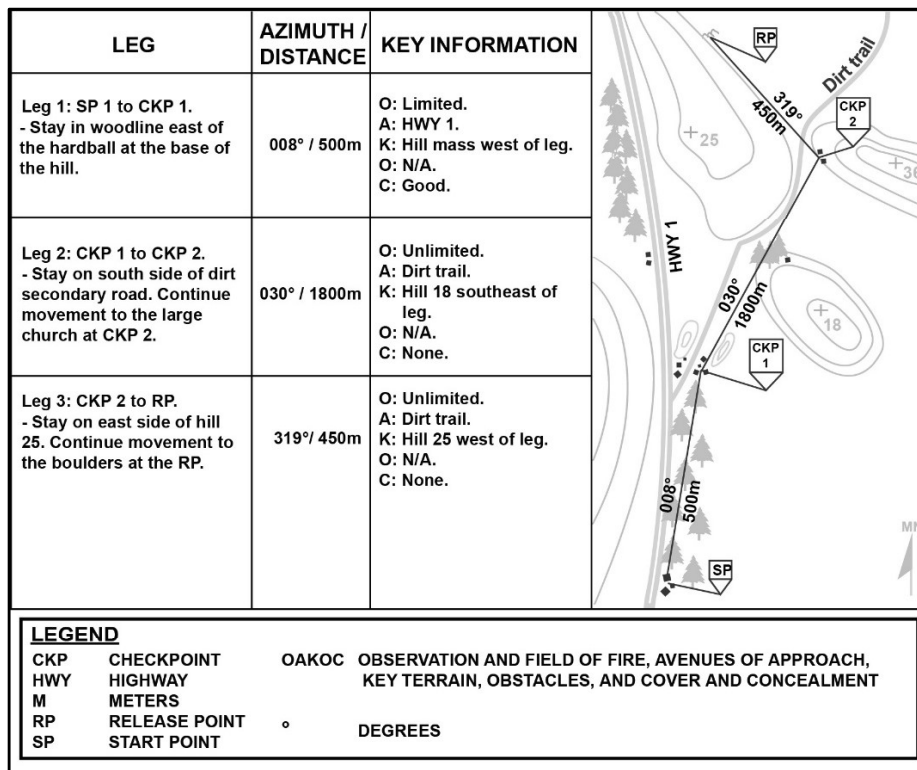 LEG
AZIMUTH /
DISTANCE
KEY INFORMATION
Leg 1: SP 1 to CKP 1.
- Stay in woodline east of
the hardball at the base of
the hill.
008° / 500m
O: Limited.
A: HWY 1.
K: Hill mass west of leg.
O: N/A.
C: Good.
Leg 2: CKP 1 to CKP 2.
- Stay on south side of dirt
secondary road. Continue
movement to the large
church at CKP 2.
030° / 1800m
O: Unlimited.
A: Dirt trail.
K: Hill 18 southeast of
leg.
O: N/A.
C: None.
Leg 3: CKP 2 to RP.
- Stay on east side of hill
25. Continue movement to
the boulders at the RP.
319°/ 450m
O: Unlimited.
A: Dirt trail.
K: Hill 25 west of leg.
O: N/A.
C: None.
RP
Dirt trail
319°
450m
CKP
2
25
HWY 1
030°
1800m
18
CKP
1
008°
500m
SP
LEGEND
CKP CHECKPOINT
HWY HIGHWAY
M METERS
RP RELEASE POINT
SP START POINT
OAKOC OBSERVATION AND FIELD OF FIRE, AVENUES OF APPROACH,
KEY TERRAIN, OBSTACLES, AND COVER AND CONCEALMENT
° DEGREES